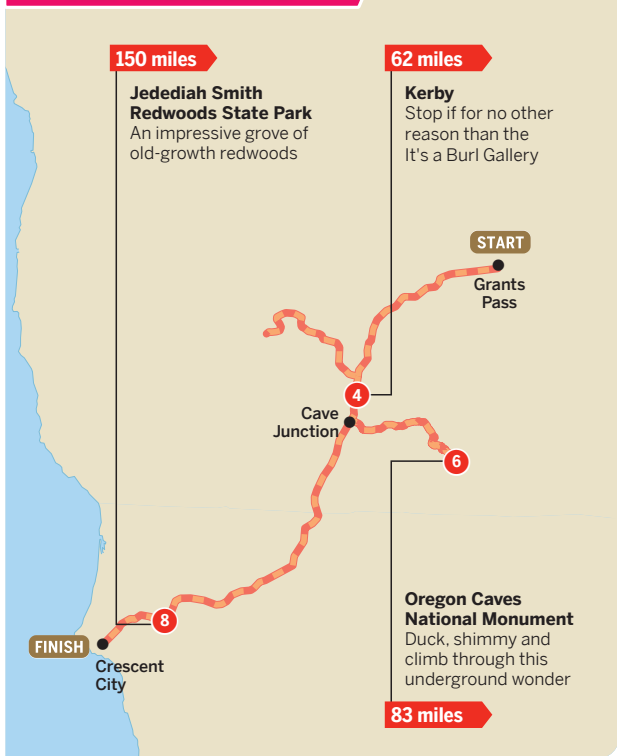 150 miles
Jedediah Smith
Redwoods State Park
An impressive grove of
old-growth redwoods
62 miles
Kerby
Stop if for no other
reason than the
It's a Burl Gallery
START
Grants
Pass
4
Cave
Junction
6
8
FINISH
Crescent
City
Oregon Caves
National Monument
Duck, shimmy and
climb through this
underground wonder
83 miles